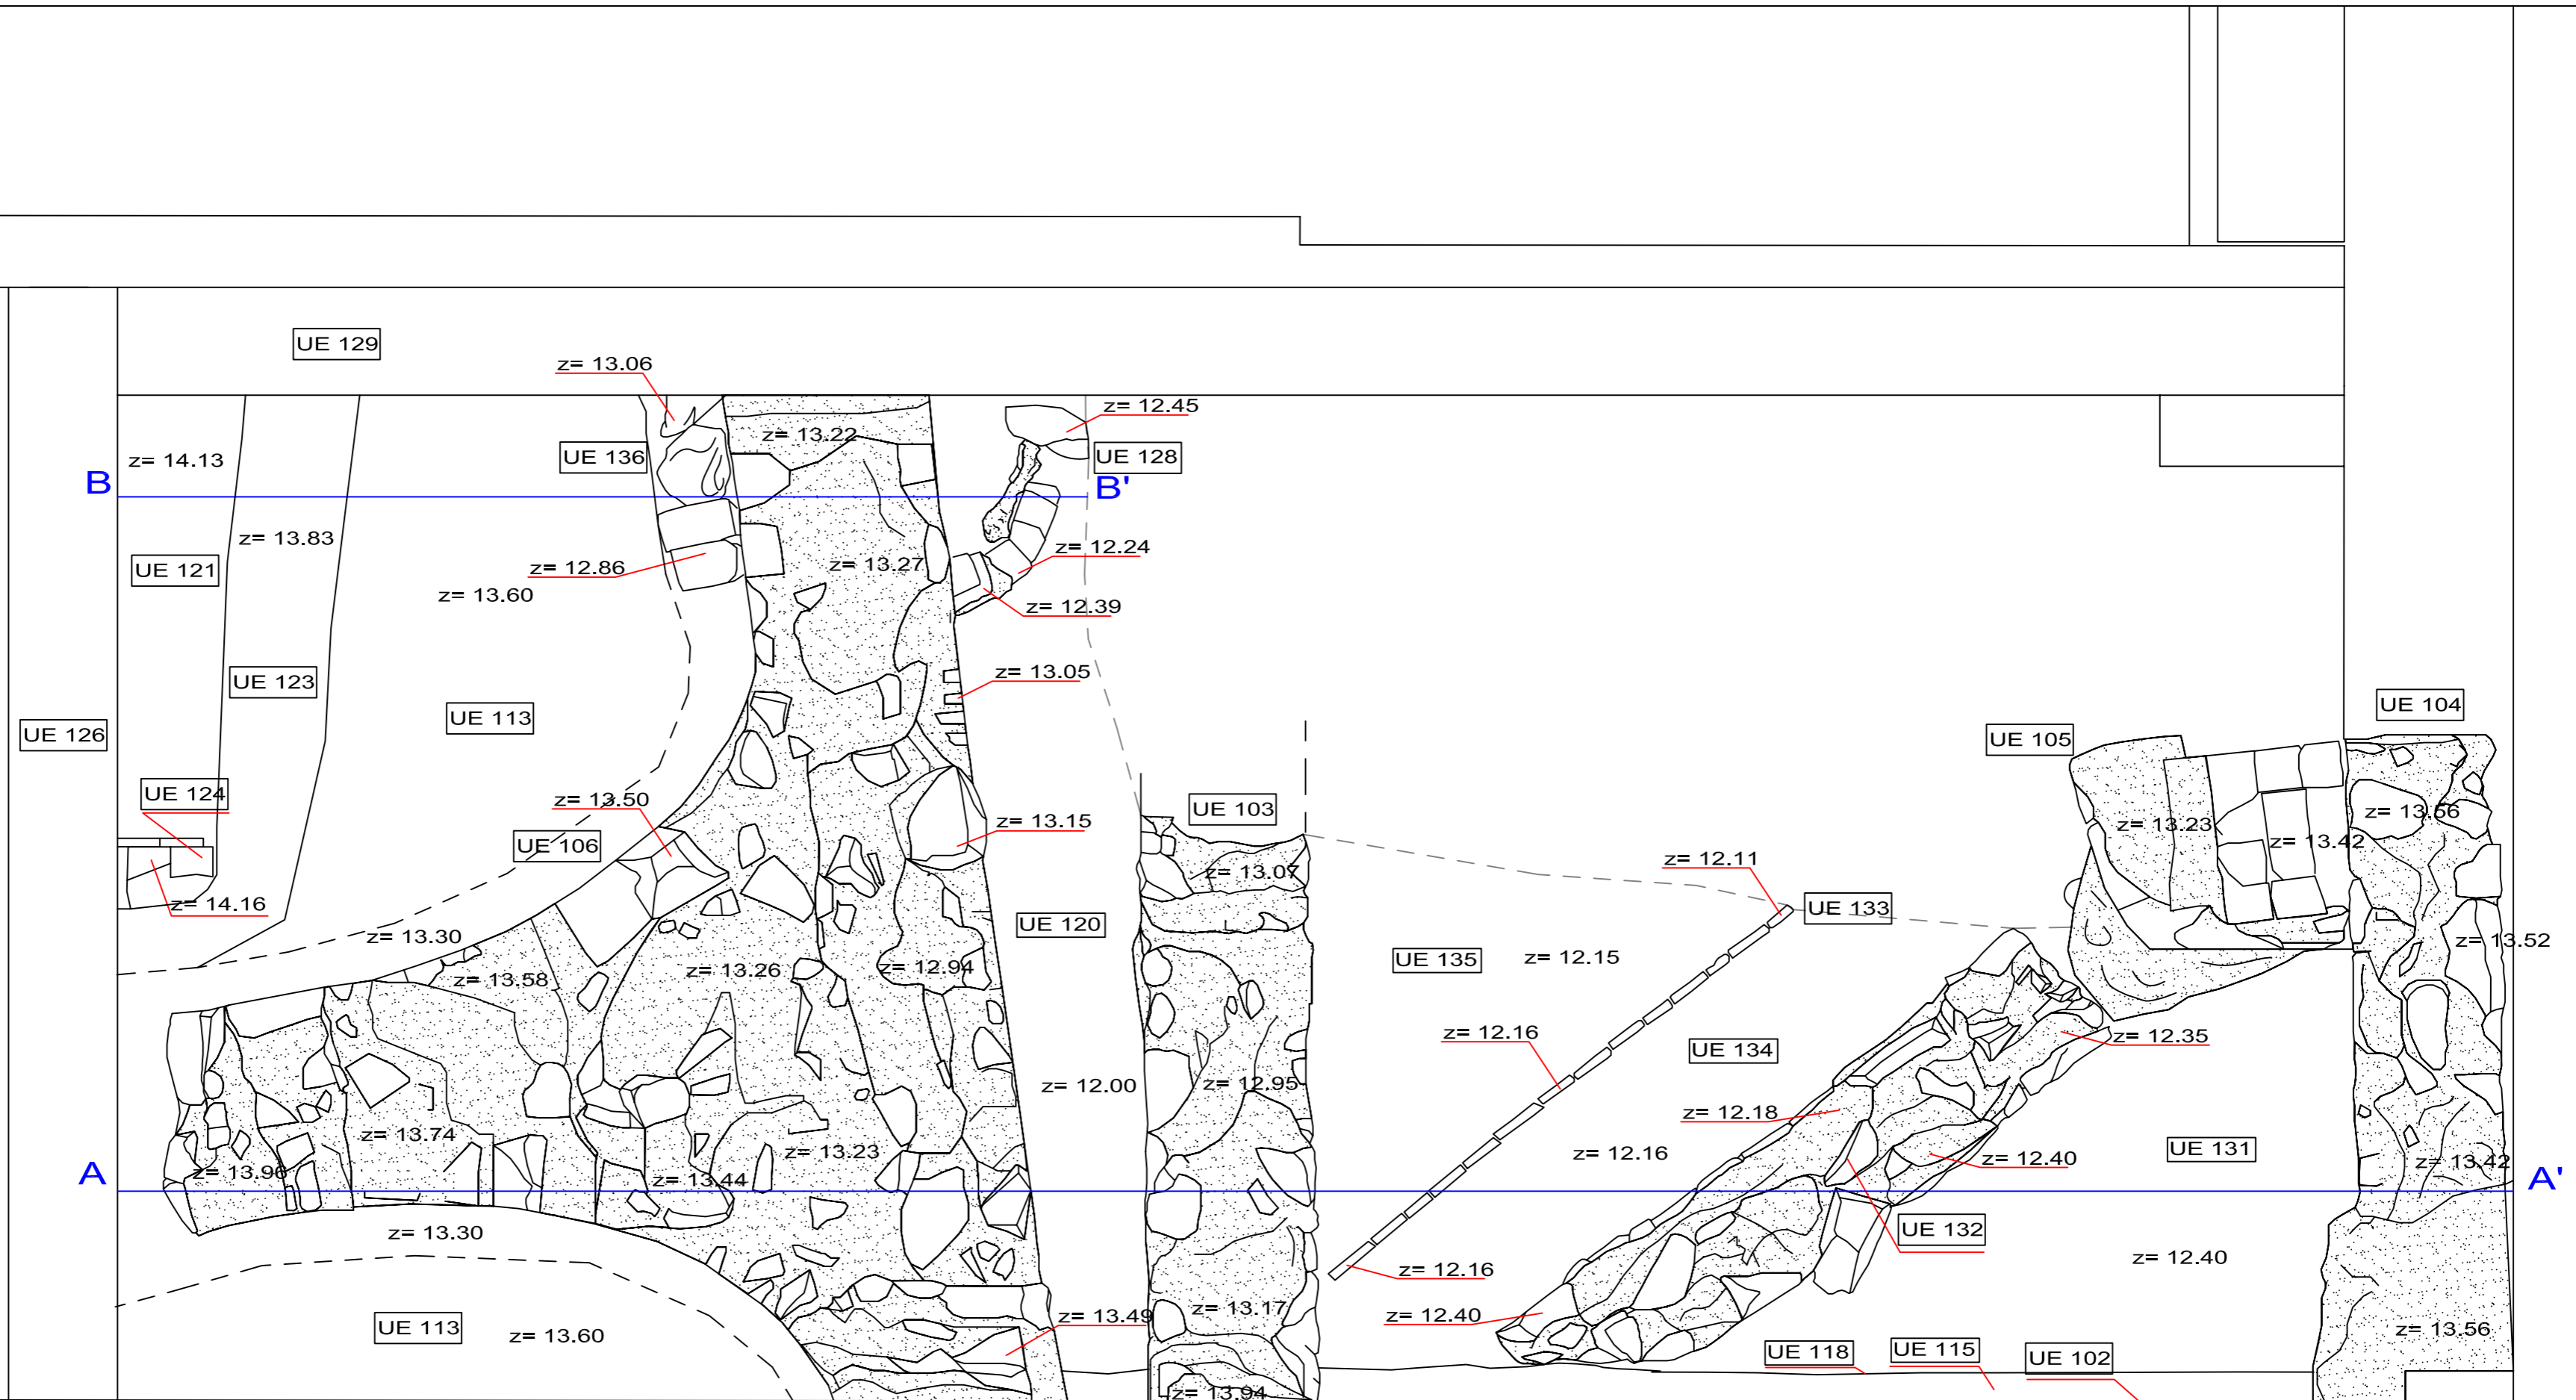 UE 129
z= 13.06
z= 12.45
z= 13.22
z= 14.13
UE 136
UE 128
B
B'
z= 13.83
z= 12.24
UE 121
z= 12.86
z= 13.27
z= 13.60
z= 12.39
z= 13.05
UE 123
UE 104
UE 113
UE 126
UE 105
UE 124
z= 13.50
UE 103
z= 13.56
z= 13.15
z= 13.23
z= 13.42
UE 106
z= 12.11
z= 13.07
z= 14.16
UE 133
UE 120
z= 13.30
z= 13.52
UE 135
z= 12.15
z= 12.94
z= 13.26
z= 13.58
z= 12.16
z= 12.35
UE 134
z= 12.00
z= 12.95
z= 12.18
z= 13.74
UE 131
z= 13.23
z= 12.16
z= 12.40
z= 13.42
z= 13.96
A
z= 13.44
A'
z= 13.30
UE 132
z= 12.40
z= 12.16
z= 13.17
z= 13.49
z= 12.40
UE 113
z= 13.60
z= 13.56
UE 118
UE 115
UE 102
z= 13.94